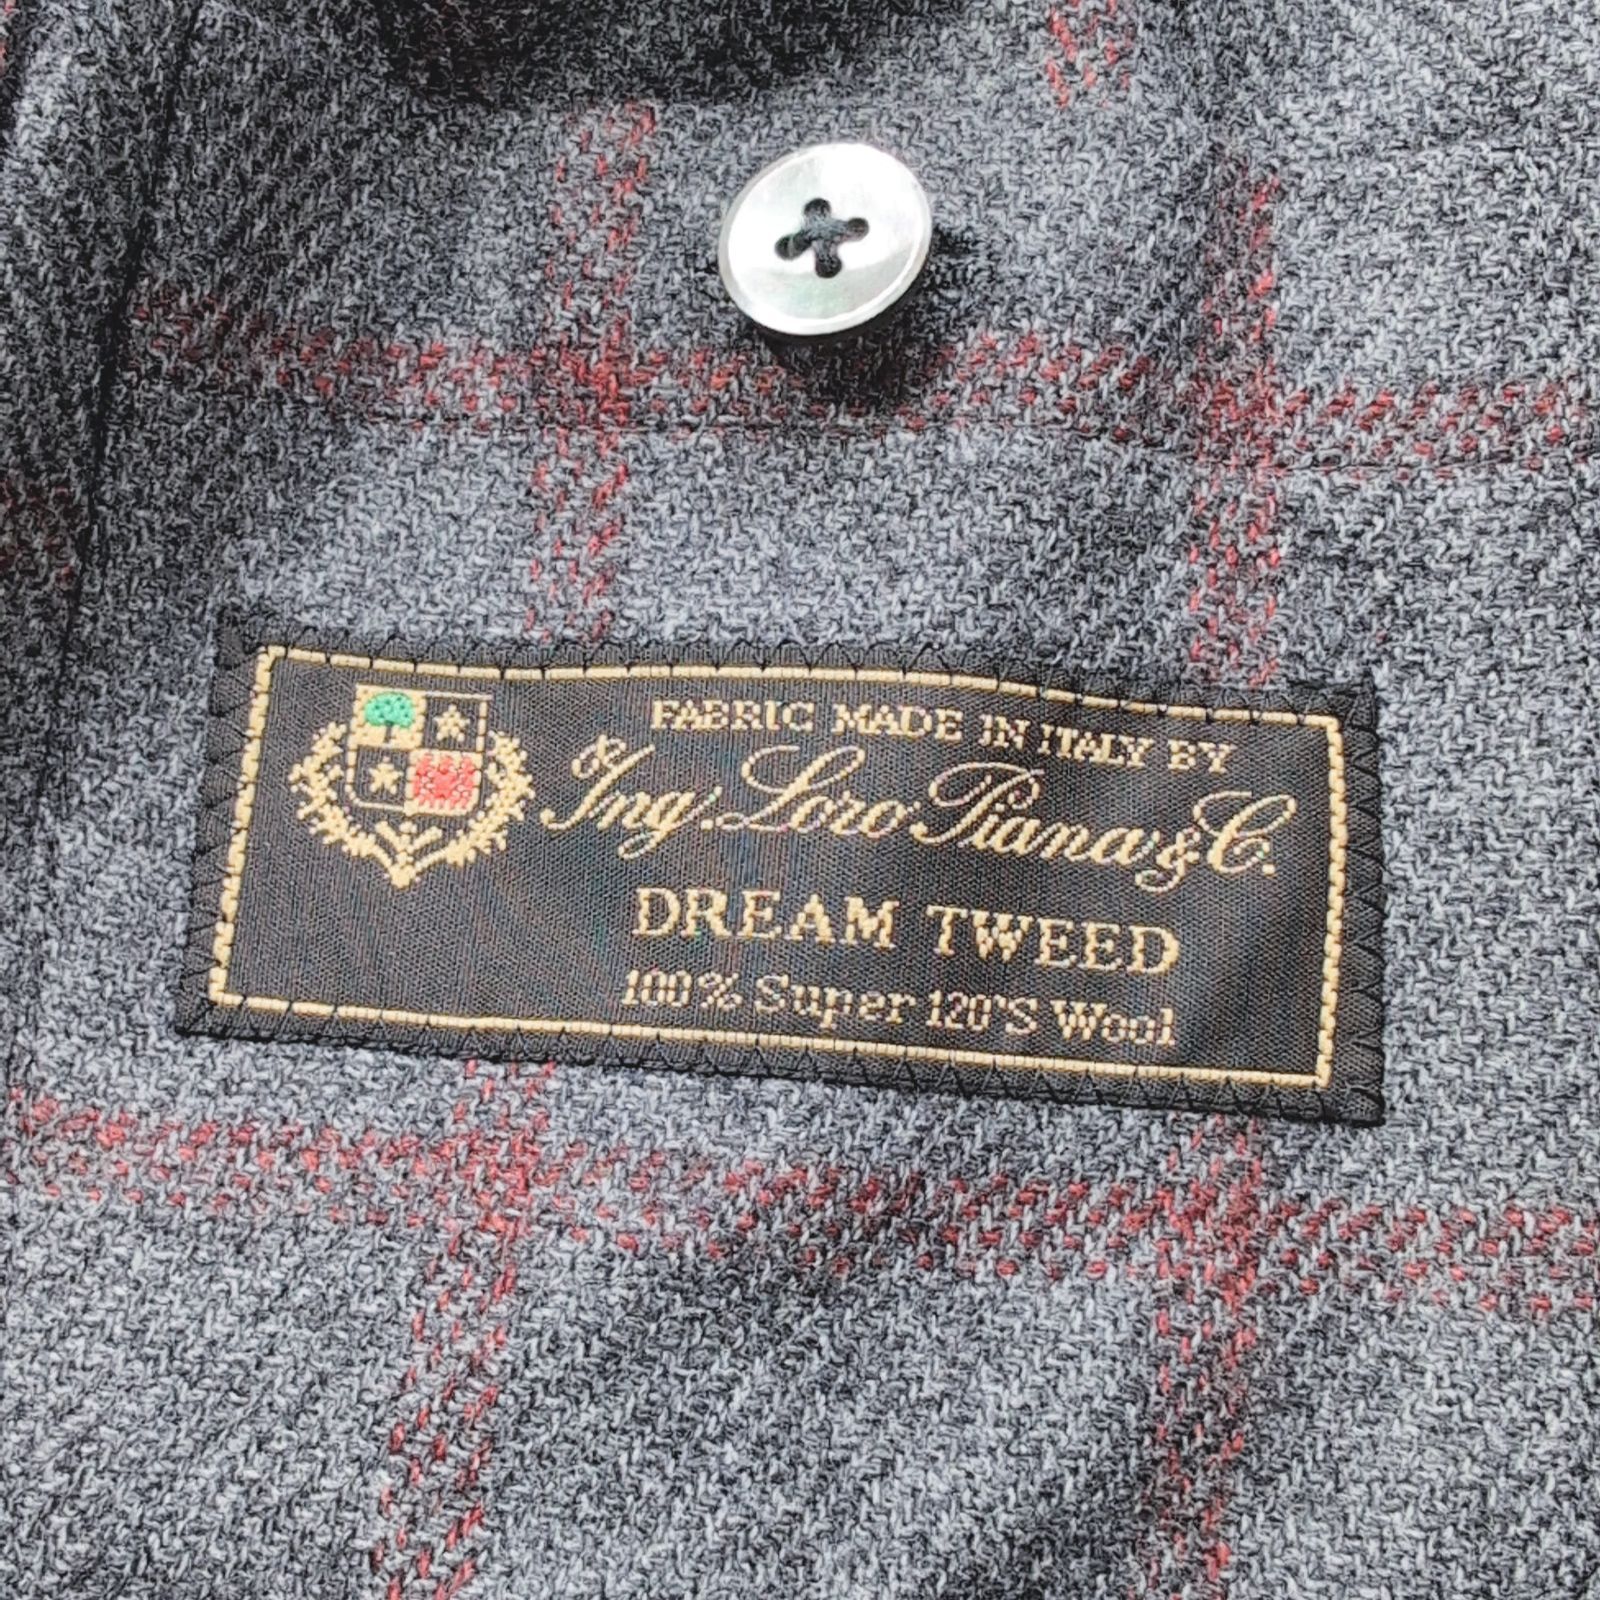 FABRIC MADE IN ITALY BY
Ing. Loro Piana & C.
DREAM TWEED
100% Super 120'S Wool